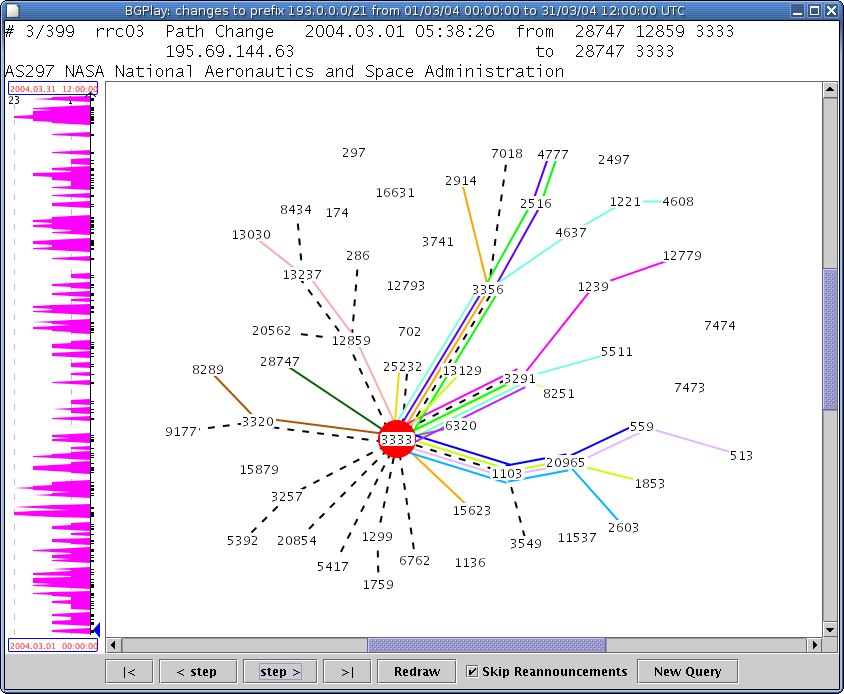 BGPlay: changes to prefix 193.0.0.0/21 from 01/03/04 00:00:00 to 31/03/04 12:00:00 UTC
# 3/399 rrc03 Path Change 2004.03.01 05:38:26 from 28747 12859 3333
195.69.144.63 to 28747 3333
AS297 NASA National Aeronautics and Space Administration
2004.03.31 12:00:00
23 1
297 7018 4777 2497
2914
16631
8434 174 2516 1221 4608
13030 3741 4637
286 12779
13237
12793 3356 1239
7474
20562 12859 702
5511
8289 28747 25232 13129
3291
8251 7473
3320 6320
9177 3333 559
513
15879 1103 20965
1853
3257
15623
2603
5392 20854 1299 3549 11537
5417 6762 1136
1759
2004.03.01 00:00:00
|< < step step > >| Redraw Skip Reannouncements New Query